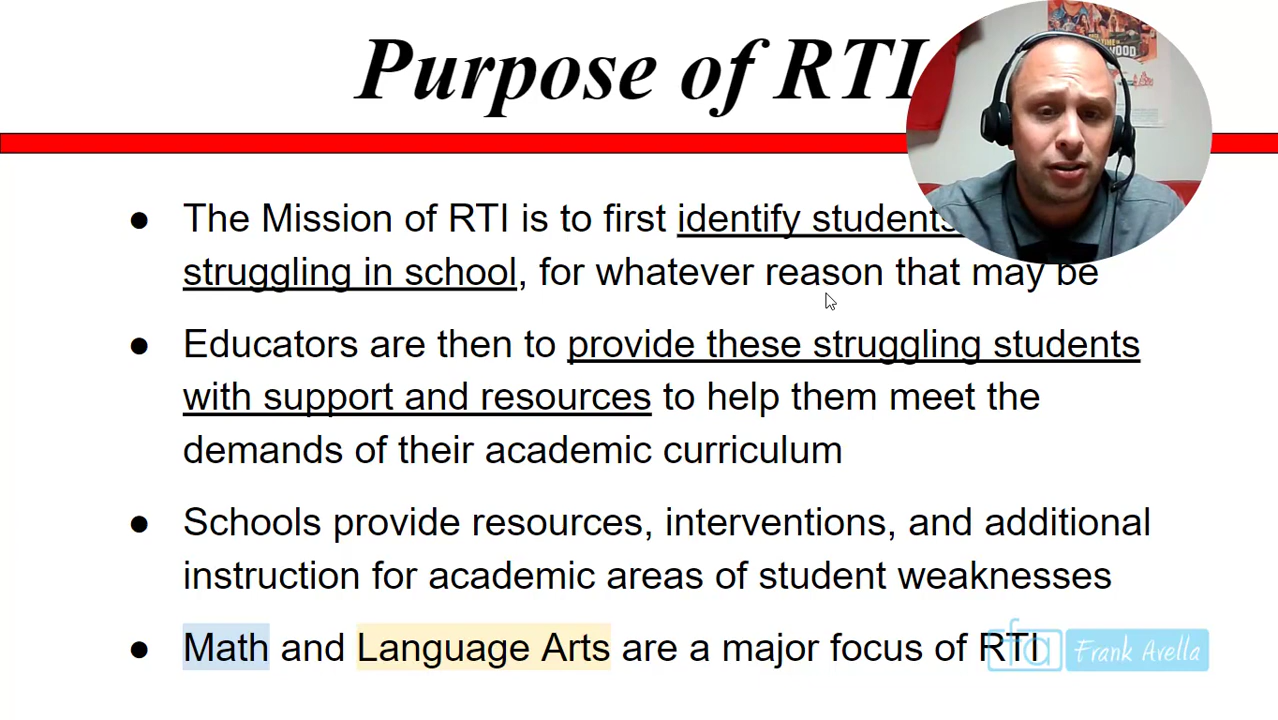 Purpose of RTI
● The Mission of RTI is to first identify students
struggling in school, for whatever reason that may be
● Educators are then to provide these struggling students
with support and resources to help them meet the
demands of their academic curriculum
● Schools provide resources, interventions, and additional
instruction for academic areas of student weaknesses
● Math and Language Arts are a major focus of RTI
fa Frank Avella